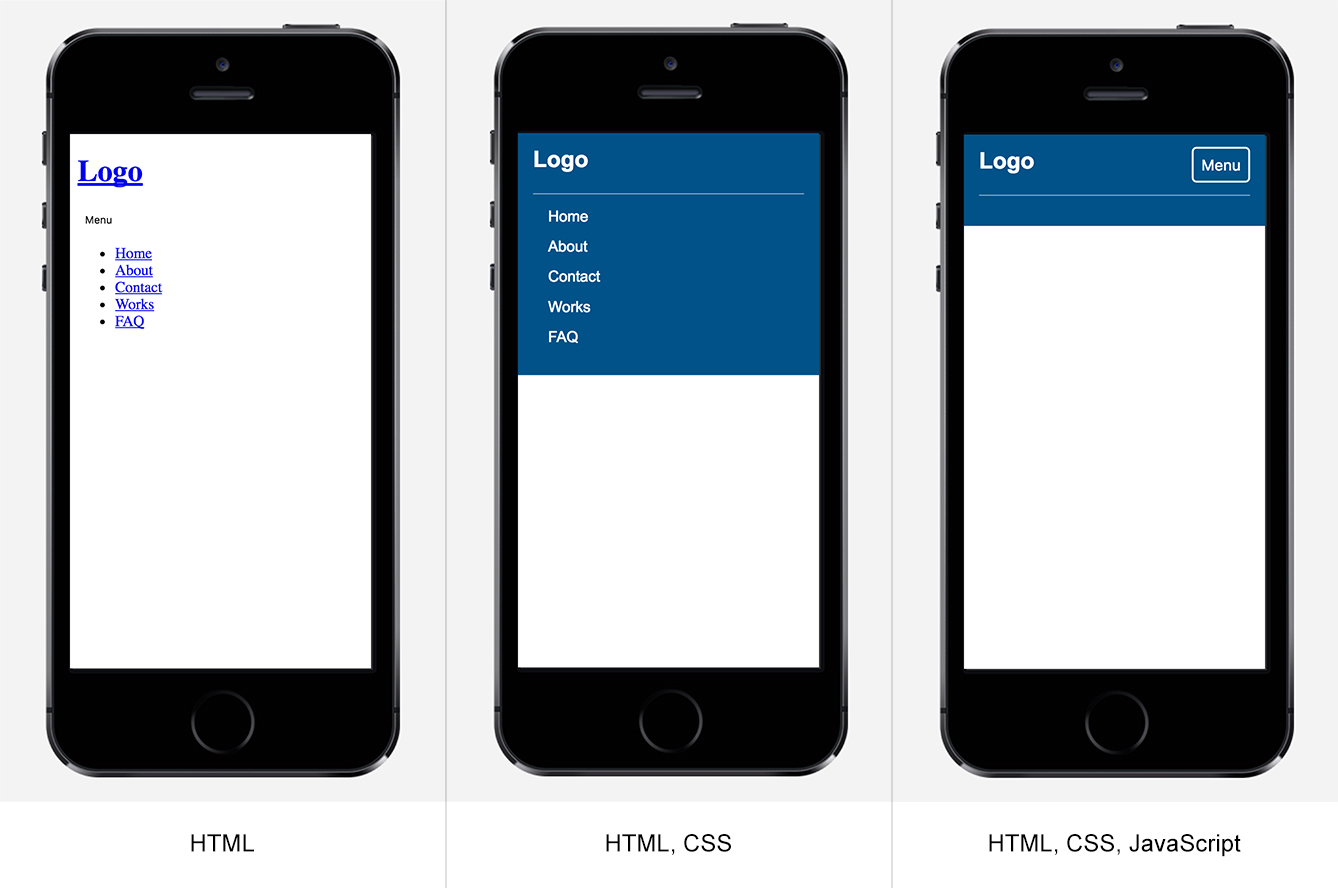 Logo
Menu
Home
About
Contact
Works
FAQ
HTML
Logo
Home
About
Contact
Works
FAQ
HTML, CSS
Logo
Menu
HTML, CSS, JavaScript